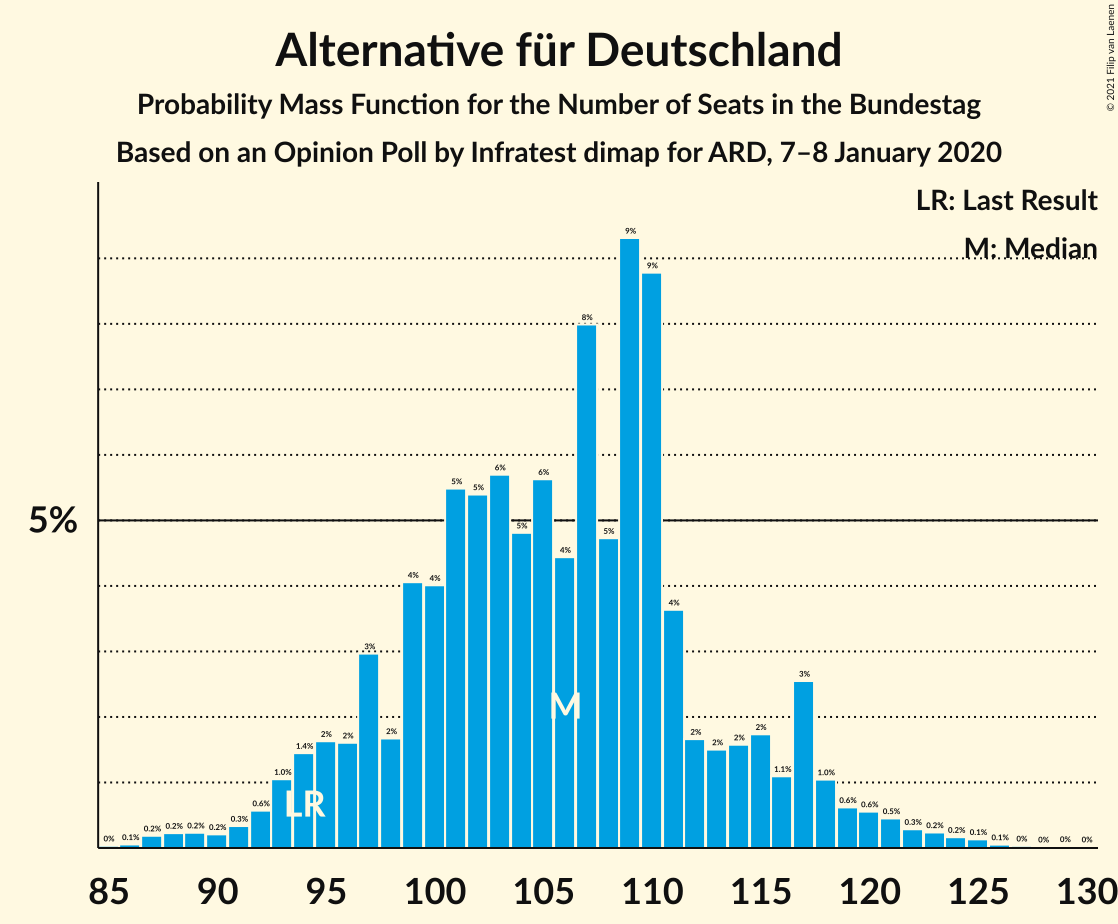 Alternative für Deutschland
Probability Mass Function for the Number of Seats in the Bundestag
Based on an Opinion Poll by Infratest dimap for ARD, 7–8 January 2020
© 2021 Filip van Laenen
LR: Last Result
M: Median
5%
0% 0.1% 0.2% 0.2% 0.2% 0.2% 0.3% 0.6% 1.0% 1.4% 2% 2% 3% 2% 4% 4% 5% 5% 6% 5% 6% 4% 8% 5% 9% 9% 4% 2% 2% 2% 2% 1.1% 3% 1.0% 0.6% 0.6% 0.5% 0.3% 0.2% 0.2% 0.1% 0.1% 0% 0% 0% 0%
M
LR
85 90 95 100 105 110 115 120 125 130